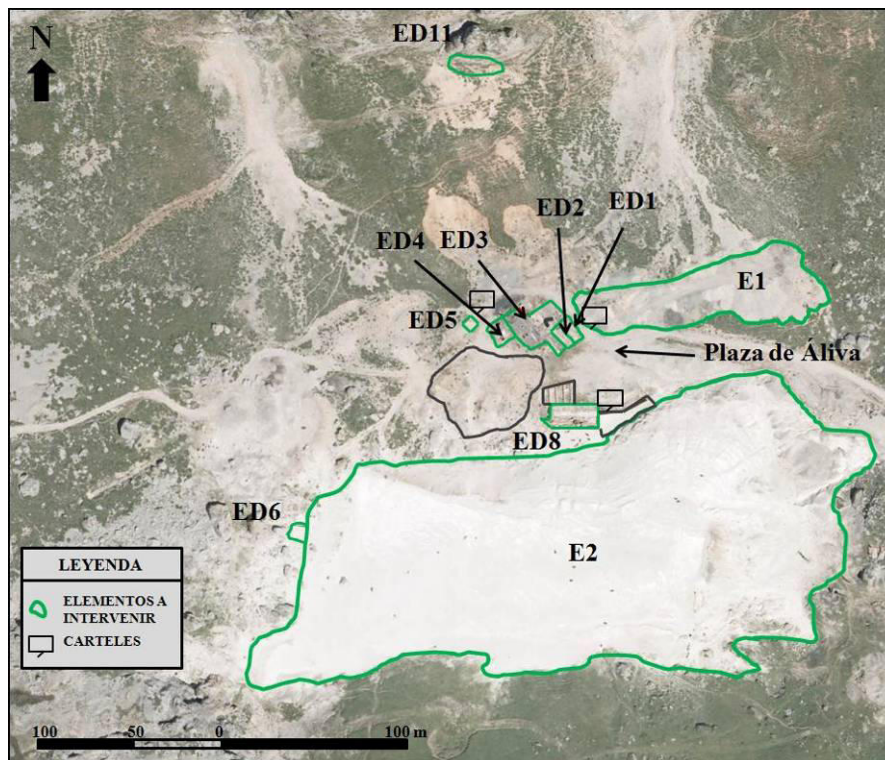 ED11
N
ED2
ED1
ED4
ED3
E1
ED5
Plaza de Áliva
ED8
ED6
E2
LEYENDA
ELEMENTOS A
INTERVENIR
CARTELES
100
50
0
100 m